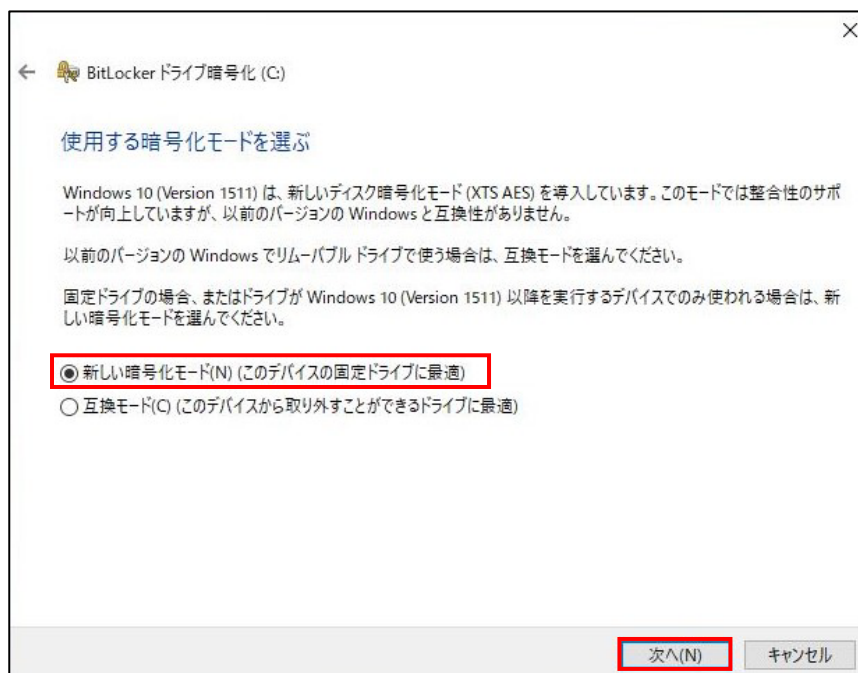 BitLocker ドライブ暗号化 (C:)
使用する暗号化モードを選ぶ
Windows 10 (Version 1511) は、新しいディスク暗号化モード (XTS AES) を導入しています。このモードでは整合性のサポ
ートが向上していますが、以前のバージョンの Windows と互換性がありません。
以前のバージョンの Windows でリムーバブル ドライブで使う場合は、互換モードを選んでください。
固定ドライブの場合、またはドライブが Windows 10 (Version 1511) 以降を実行するデバイスでのみ使われる場合は、新
しい暗号化モードを選んでください。
新しい暗号化モード(N) (このデバイスの固定ドライブに最適)
互換モード(C) (このデバイスから取り外すことができるドライブに最適)
次へ(N) キャンセル